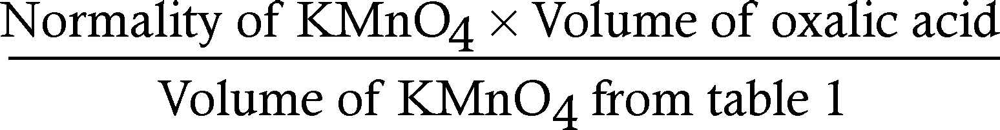 Normality of KMnO4 × Volume of oxalic acid
Volume of KMnO4 from table 1